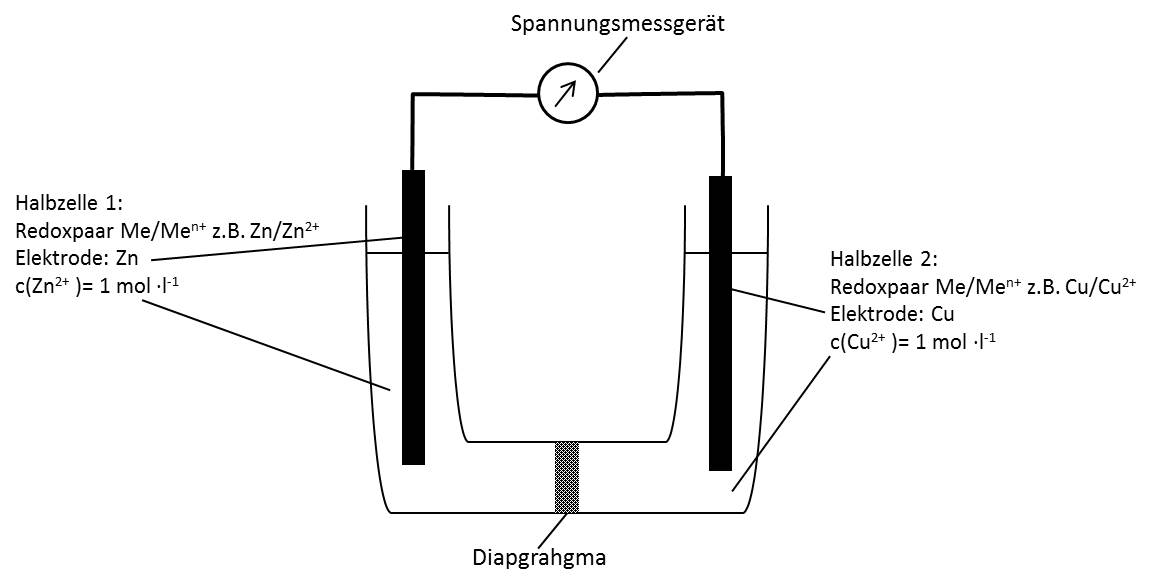 Spannungsmessgerät
Halbzelle 1:
Redoxpaar Me/Meⁿ⁺ z.B. Zn/Zn²⁺
Elektrode: Zn
c(Zn²⁺ )= 1 mol ·l⁻¹
Halbzelle 2:
Redoxpaar Me/Meⁿ⁺ z.B. Cu/Cu²⁺
Elektrode: Cu
c(Cu²⁺ )= 1 mol ·l⁻¹
Diapgrahgma